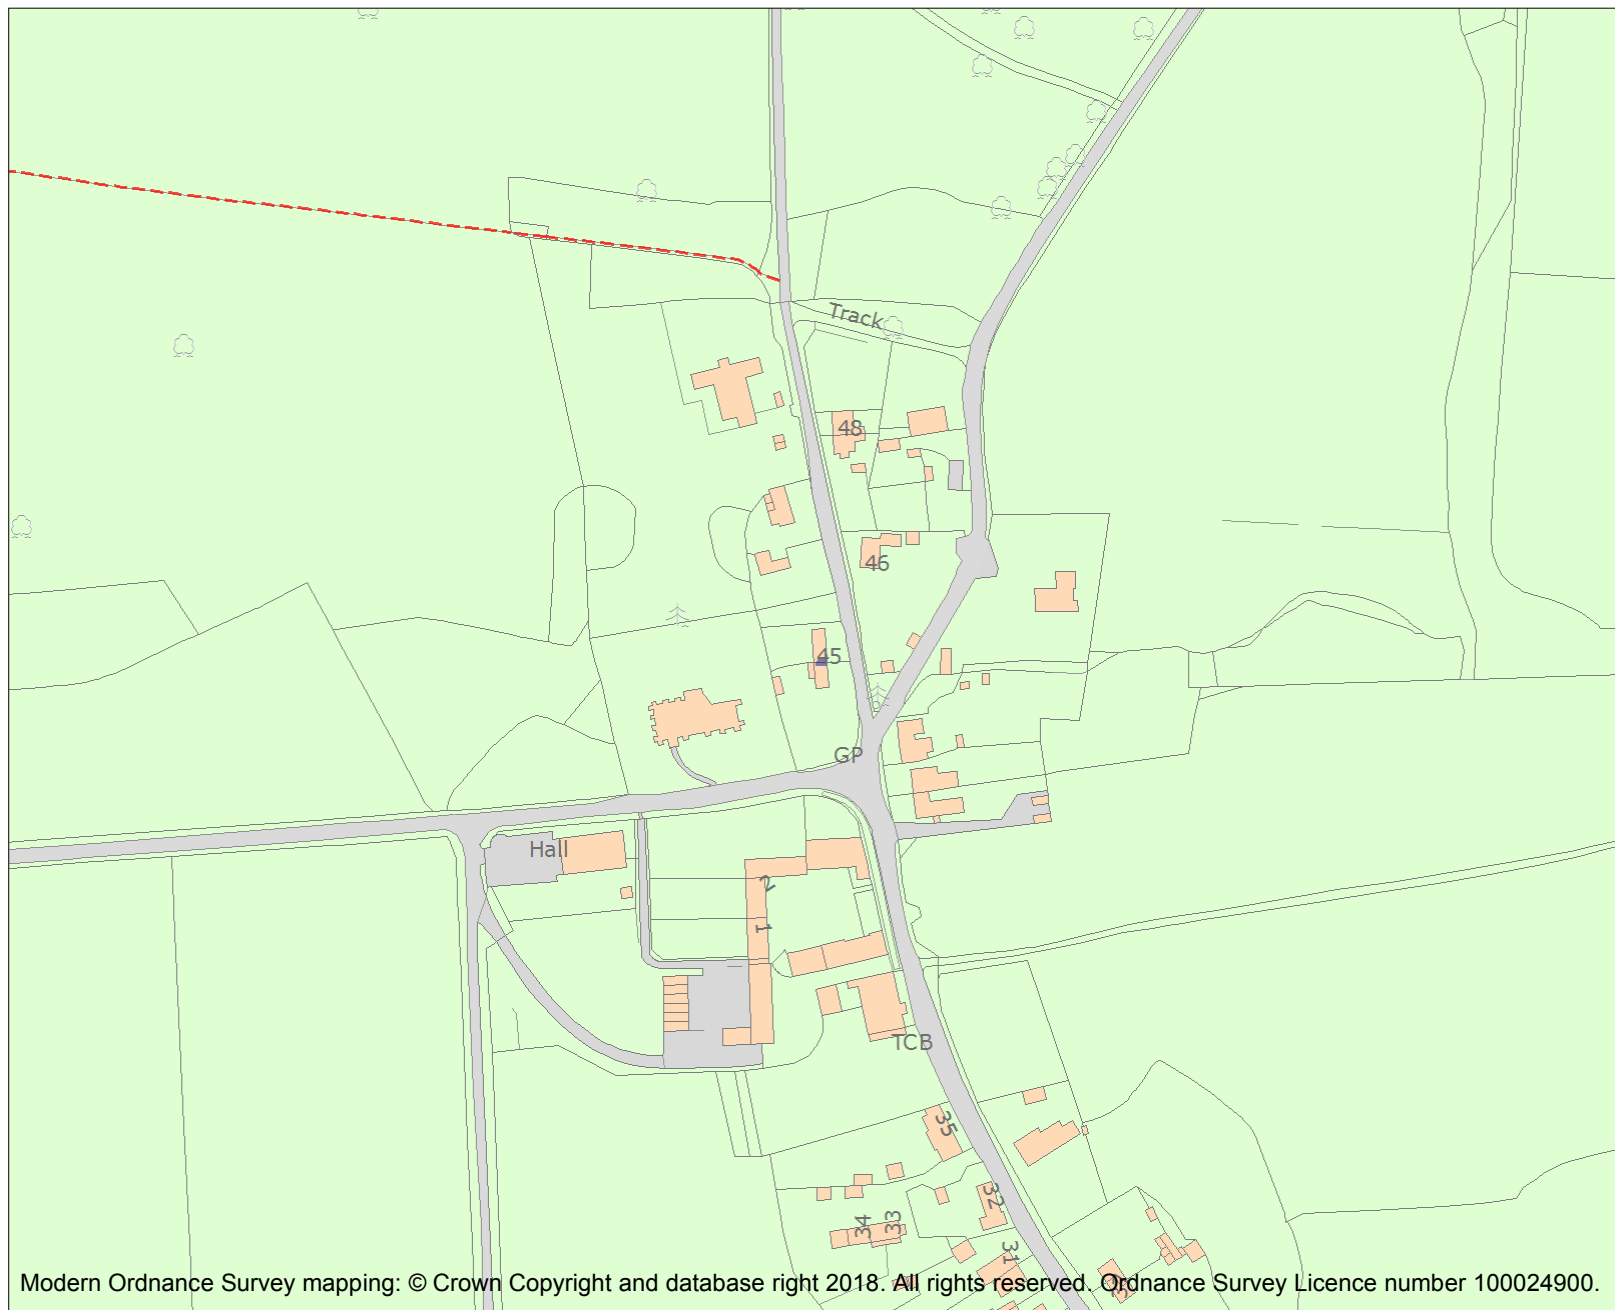 Track
48
46
45
GP
Hall
2
1
TCB
35
32
34
33
31
Modern Ordnance Survey mapping: © Crown Copyright and database right 2018. All rights reserved. Ordnance Survey Licence number 100024900.